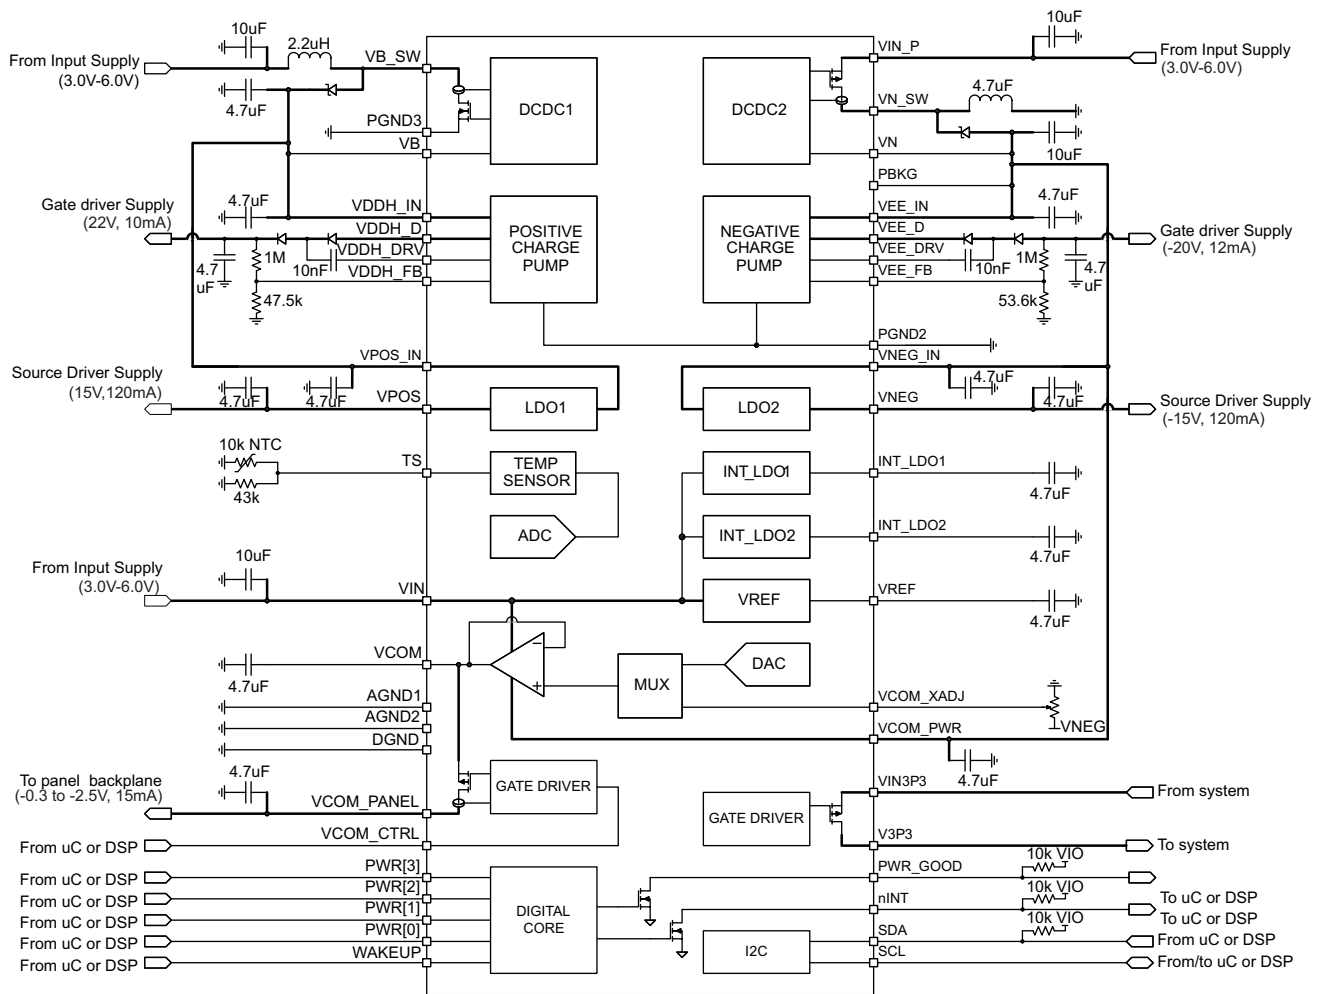 10uF
2.2uH
VB_SW
From Input Supply
(3.0V-6.0V)
4.7uF
PGND3
VB
DCDC1
DCDC2
VIN_P
10uF
From Input Supply
(3.0V-6.0V)
VN_SW
4.7uF
VN
10uF
PBKG
Gate driver Supply
(22V, 10mA)
4.7uF
VDDH_IN
VDDH_D
VDDH_DRV
VDDH_FB
4.7
uF
1M
10nF
47.5k
POSITIVE
CHARGE
PUMP
NEGATIVE
CHARGE
PUMP
VEE_IN
VEE_D
VEE_DRV
VEE_FB
4.7uF
10nF
1M
4.7
uF
53.6k
Gate driver Supply
(-20V, 12mA)
PGND2
VPOS_IN
VNEG_IN
Source Driver Supply
(15V,120mA)
4.7uF
4.7uF
VPOS
LDO1
LDO2
VNEG
4.7uF
4.7uF
Source Driver Supply
(-15V, 120mA)
10k NTC
43k
TS
TEMP
SENSOR
ADC
INT_LDO1
INT_LDO1
4.7uF
INT_LDO2
INT_LDO2
4.7uF
From Input Supply
(3.0V-6.0V)
10uF
VIN
VREF
VREF
4.7uF
VCOM
4.7uF
−
+
MUX
DAC
AGND1
AGND2
DGND
VCOM_XADJ
VNEG
VCOM_PWR
4.7uF
To panel backplane
(-0.3 to -2.5V, 15mA)
4.7uF
VCOM_PANEL
GATE DRIVER
GATE DRIVER
VIN3P3
From system
V3P3
To system
VCOM_CTRL
From uC or DSP
PWR[3]
From uC or DSP
PWR[2]
From uC or DSP
PWR[1]
From uC or DSP
PWR[0]
From uC or DSP
WAKEUP
From uC or DSP
DIGITAL
CORE
I2C
PWR_GOOD
10k VIO
nINT
10k VIO
To uC or DSP
To uC or DSP
SDA
10k VIO
From uC or DSP
SCL
From/to uC or DSP